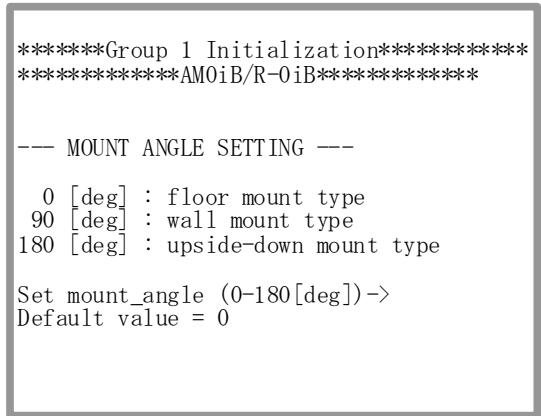 *******Group 1 Initialization************
*************AM0iB/R-0iB*************
--- MOUNT ANGLE SETTING ---
0 [deg] : floor mount type
90 [deg] : wall mount type
180 [deg] : upside-down mount type
Set mount_angle (0-180[deg])->
Default value = 0